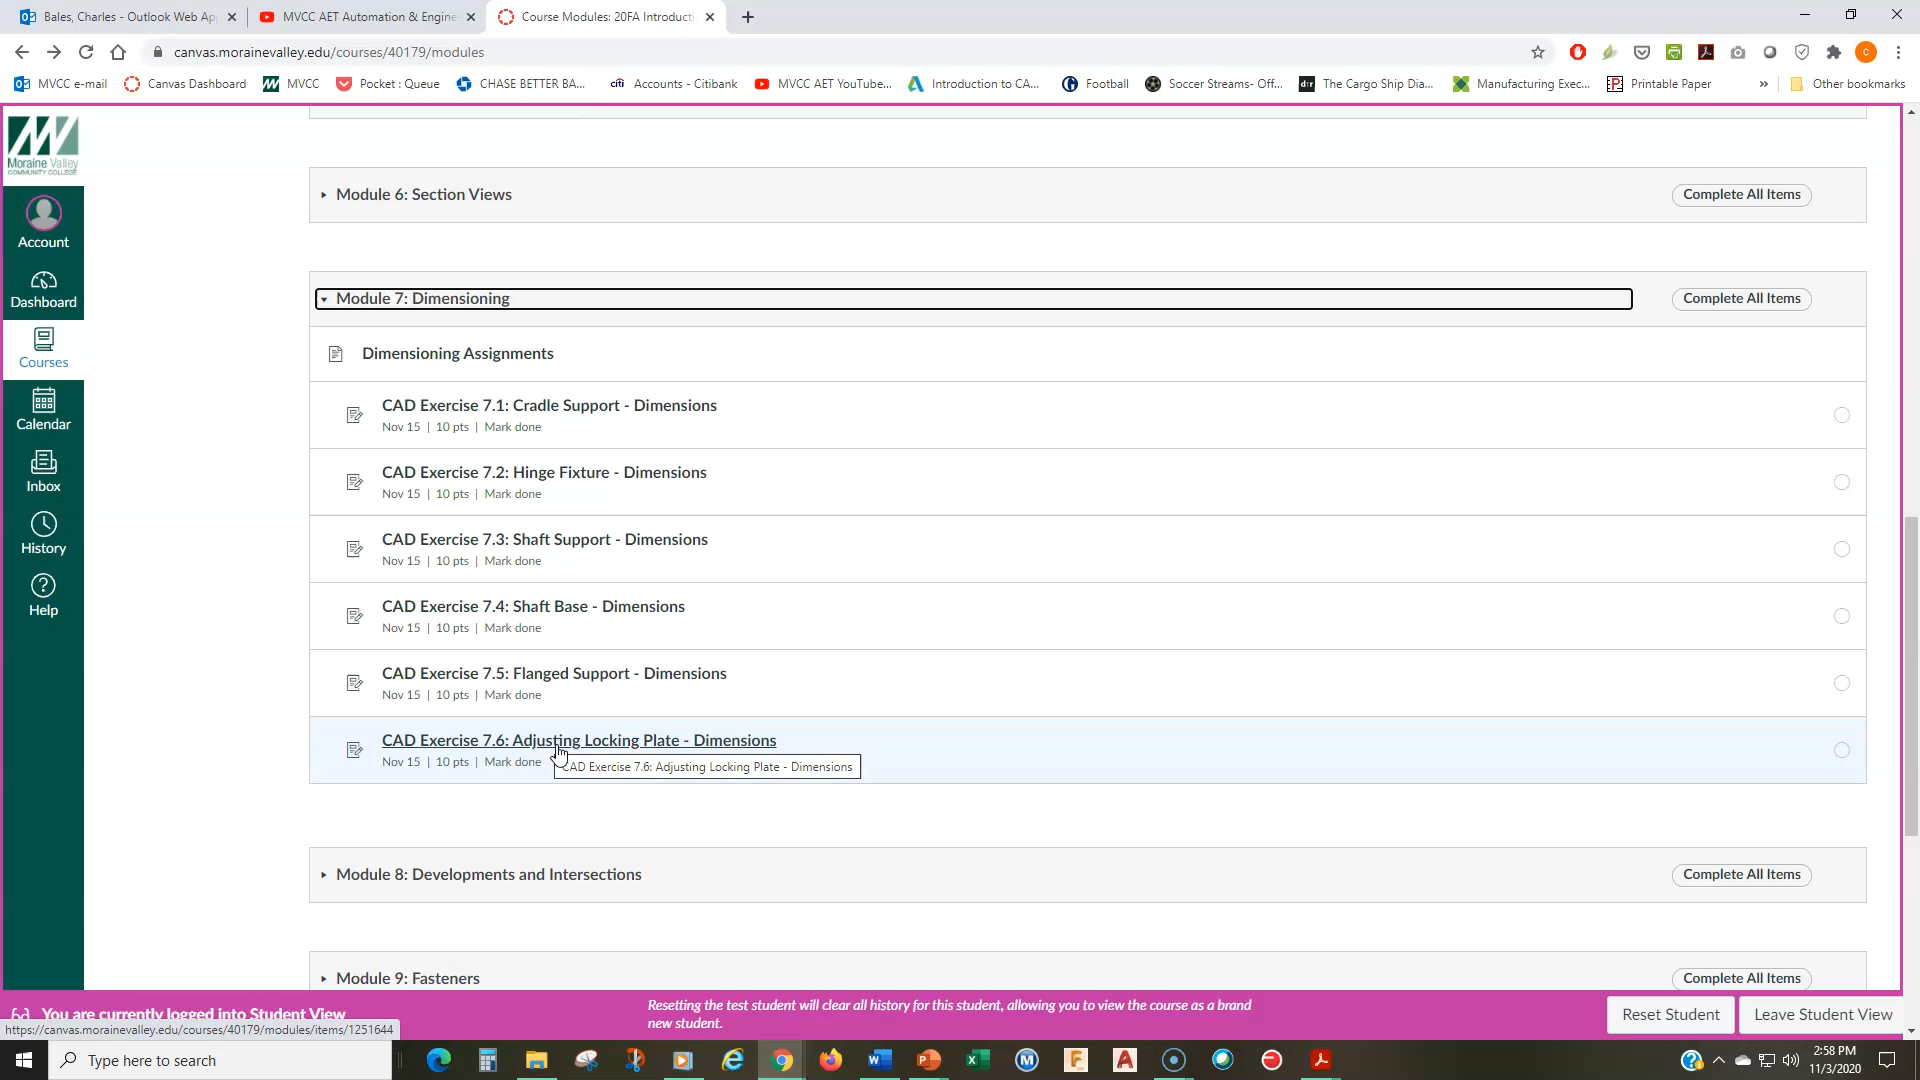 Bales, Charles - Outlook Web Ap
MVCC AET Automation & Engine
Course Modules: 20FA Introducti
canvas.morainevalley.edu/courses/40179/modules
MVCC e-mail
Canvas Dashboard
MVCC
Pocket : Queue
CHASE BETTER BA...
citi
Accounts - Citibank
MVCC AET YouTube...
Introduction to CA...
Football
Soccer Streams- Off...
The Cargo Ship Dia...
Manufacturing Exec...
Printable Paper
»
Other bookmarks
Moraine Valley
COMMUNITY COLLEGE
Account
Dashboard
Courses
Calendar
Inbox
History
Help
Module 6: Section Views
Complete All Items
Module 7: Dimensioning
Complete All Items
Dimensioning Assignments
CAD Exercise 7.1: Cradle Support - Dimensions
Nov 15 | 10 pts | Mark done
CAD Exercise 7.2: Hinge Fixture - Dimensions
Nov 15 | 10 pts | Mark done
CAD Exercise 7.3: Shaft Support - Dimensions
Nov 15 | 10 pts | Mark done
CAD Exercise 7.4: Shaft Base - Dimensions
Nov 15 | 10 pts | Mark done
CAD Exercise 7.5: Flanged Support - Dimensions
Nov 15 | 10 pts | Mark done
CAD Exercise 7.6: Adjusting Locking Plate - Dimensions
Nov 15 | 10 pts | Mark done
CAD Exercise 7.6: Adjusting Locking Plate - Dimensions
Module 8: Developments and Intersections
Complete All Items
Module 9: Fasteners
Complete All Items
You are currently logged into Student View
Resetting the test student will clear all history for this student, allowing you to view the course as a brand
new student.
Reset Student
Leave Student View
https://canvas.morainevalley.edu/courses/40179/modules/items/1251644
Type here to search
2:58 PM
11/3/2020